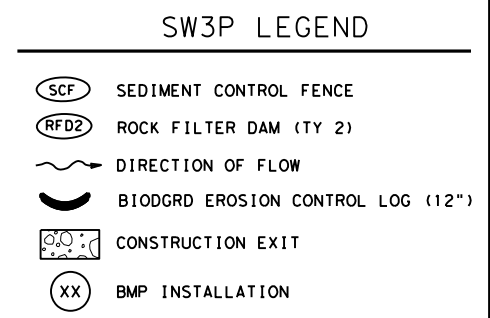 SW3P LEGEND
SCF SEDIMENT CONTROL FENCE
RFD2 ROCK FILTER DAM (TY 2)
DIRECTION OF FLOW
BIODGRD EROSION CONTROL LOG (12")
CONSTRUCTION EXIT
XX BMP INSTALLATION